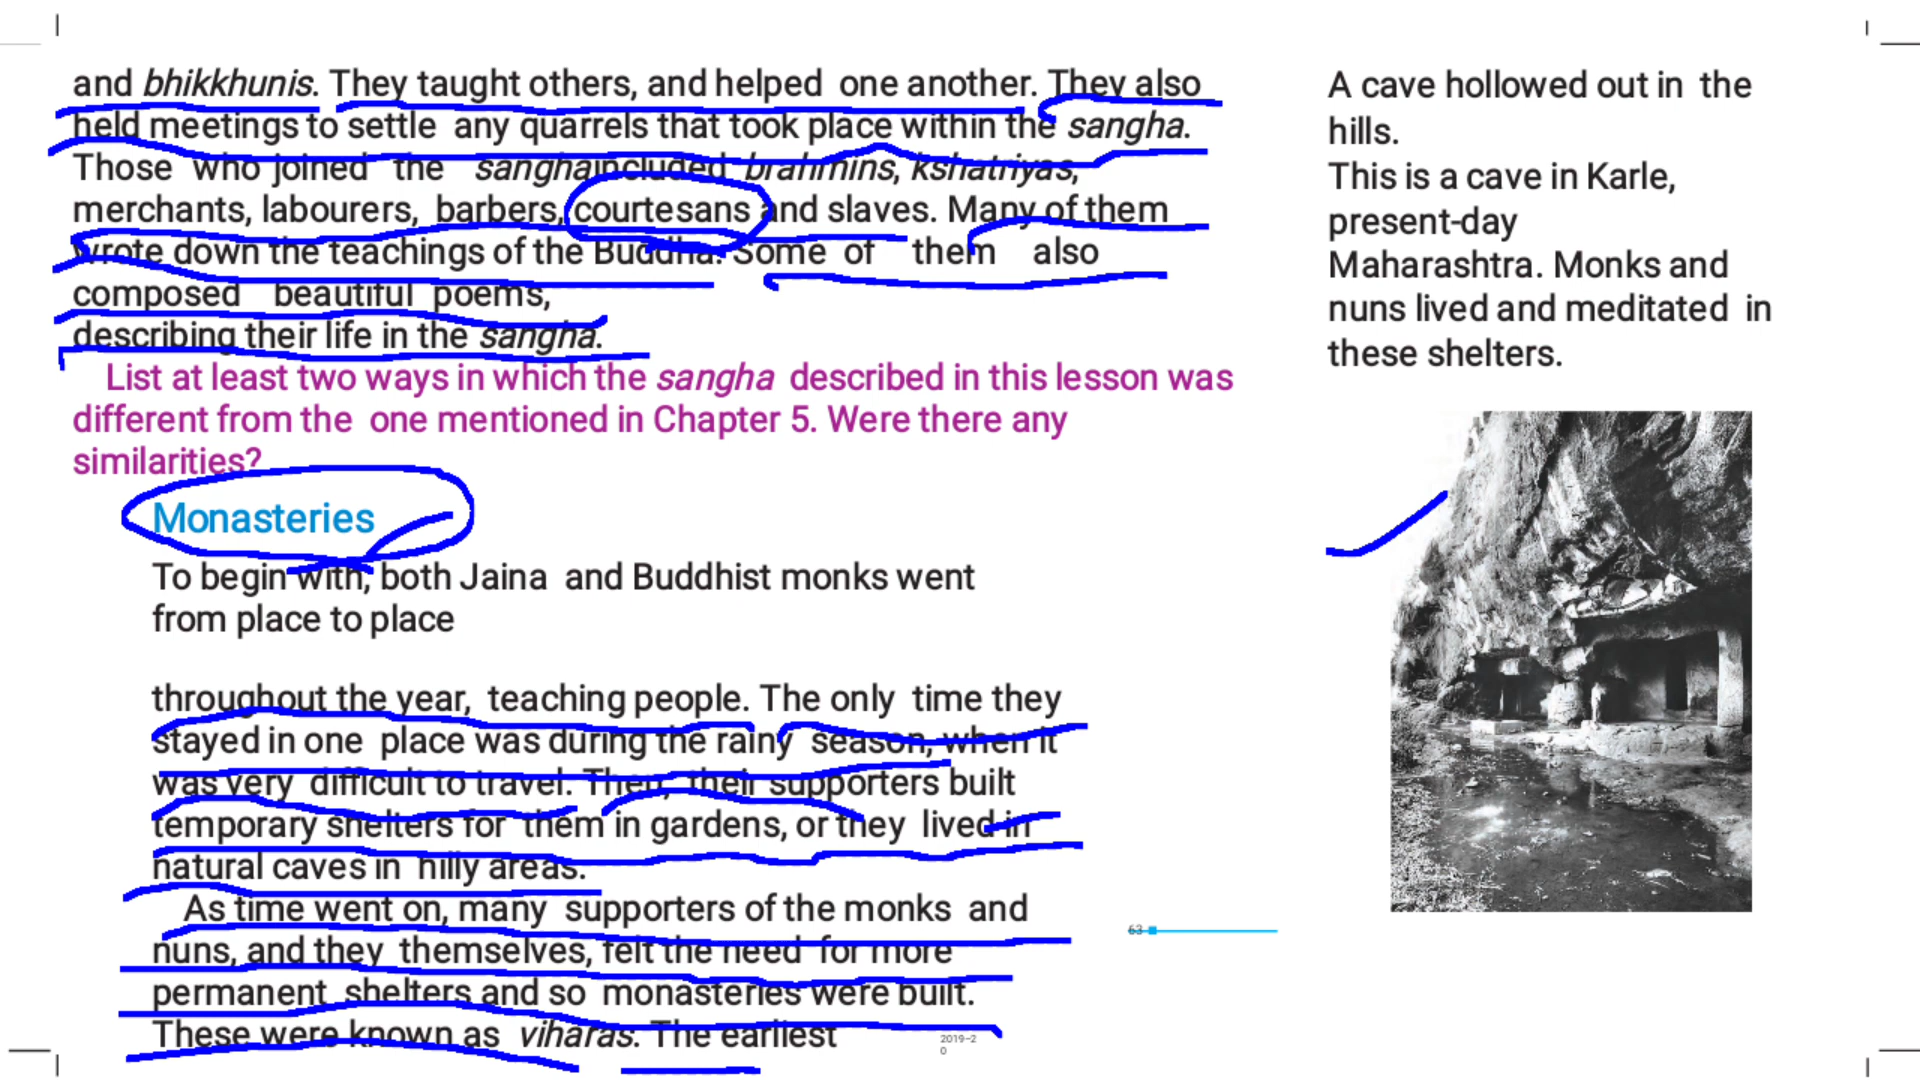 and bhikkhunis. They taught others, and helped one another. They also
held meetings to settle any quarrels that took place within the sangha.
Those who joined the sangha included brahmins, kshatriyas,
merchants, labourers, barbers, courtesans and slaves. Many of them
wrote down the teachings of the Buddha. Some of them also
composed beautiful poems,
describing their life in the sangha.
List at least two ways in which the sangha described in this lesson was
different from the one mentioned in Chapter 5. Were there any
similarities?
Monasteries
To begin with, both Jaina and Buddhist monks went
from place to place
throughout the year, teaching people. The only time they
stayed in one place was during the rainy season, when it
was very difficult to travel. Then, their supporters built
temporary shelters for them in gardens, or they lived in
natural caves in hilly areas.
As time went on, many supporters of the monks and
nuns, and they themselves, felt the need for more
permanent shelters and so monasteries were built.
These were known as viharas. The earliest
A cave hollowed out in the
hills.
This is a cave in Karle,
present-day
Maharashtra. Monks and
nuns lived and meditated in
these shelters.
63
2019-2
0